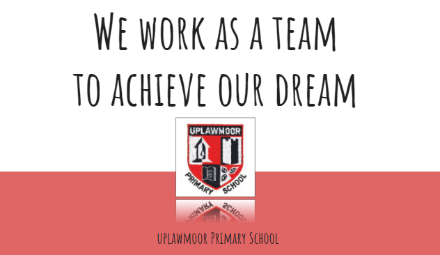 We work as a team
to achieve our dream
UPLAWMOOR
PRIMARY SCHOOL
uplawmoor Primary School